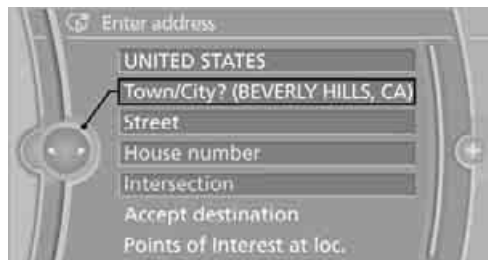 Enter address
UNITED STATES
Town/City? (BEVERLY HILLS, CA)
Street
House number
Intersection
Accept destination
Points of Interest at loc.